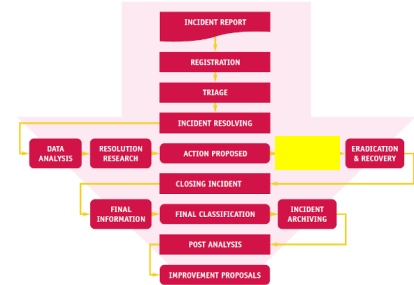 INCIDENT REPORT
REGISTRATION
TRIAGE
INCIDENT RESOLVING
DATA
ANALYSIS
RESOLUTION
RESEARCH
ACTION PROPOSED
ERADICATION
& RECOVERY
CLOSING INCIDENT
FINAL
INFORMATION
FINAL CLASSIFICATION
INCIDENT
ARCHIVING
POST ANALYSIS
IMPROVEMENT PROPOSALS